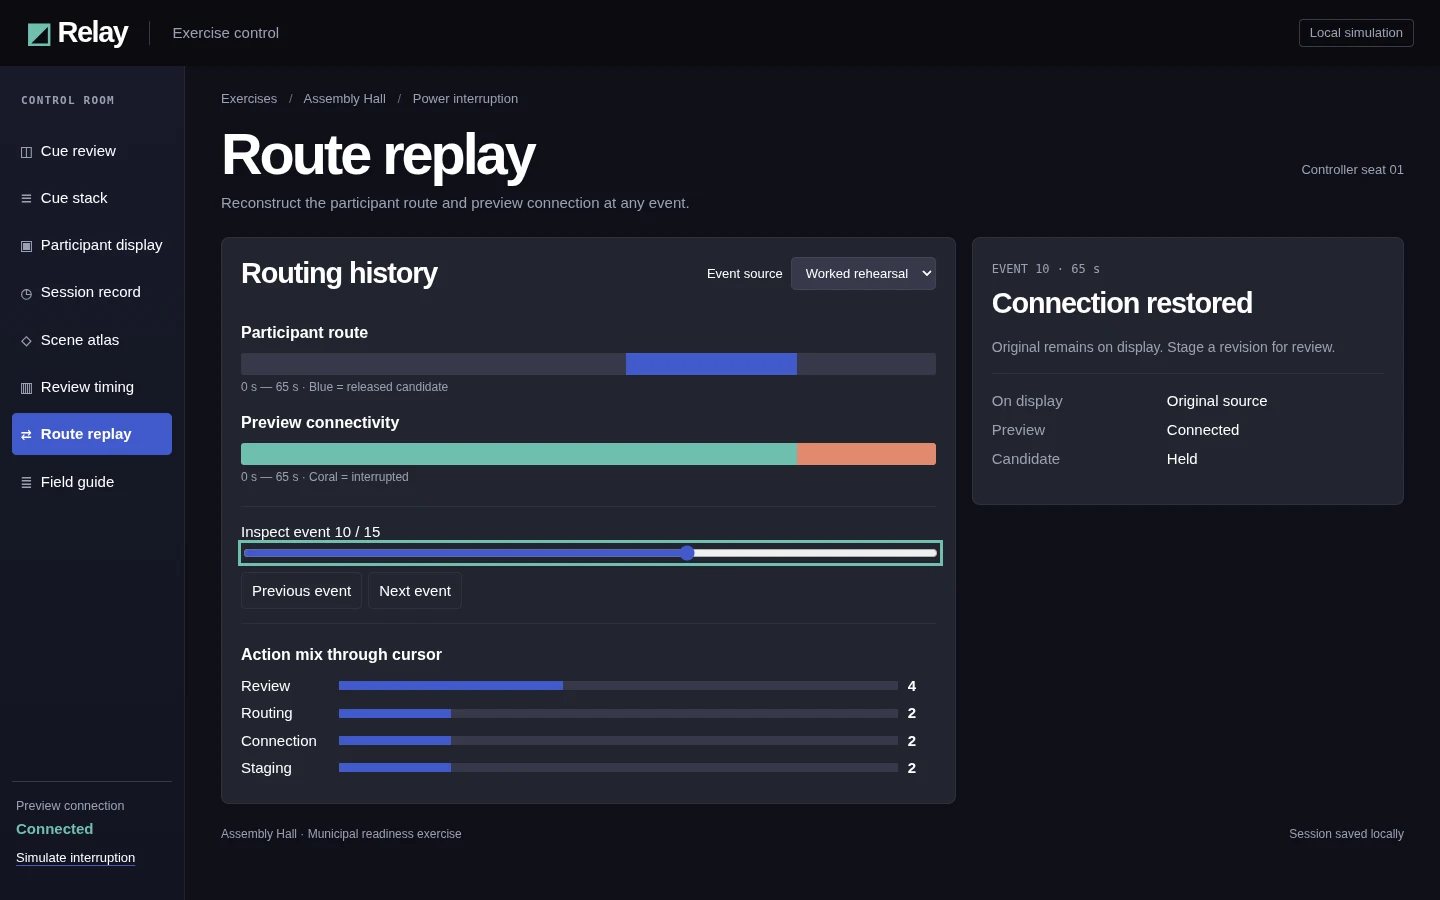 Relay
Exercise control
Local simulation
CONTROL ROOM
Cue review
Cue stack
Participant display
Session record
Scene atlas
Review timing
Route replay
Field guide
Preview connection
Connected
Simulate interruption
Exercises / Assembly Hall / Power interruption
Route replay
Controller seat 01
Reconstruct the participant route and preview connection at any event.
Routing history
Event source Worked rehearsal
Participant route
0 s — 65 s · Blue = released candidate
Preview connectivity
0 s — 65 s · Coral = interrupted
Inspect event 10 / 15
Previous event Next event
Action mix through cursor
Review 4
Routing 2
Connection 2
Staging 2
EVENT 10 · 65 s
Connection restored
Original remains on display. Stage a revision for review.
On display Original source
Preview Connected
Candidate Held
Assembly Hall · Municipal readiness exercise
Session saved locally